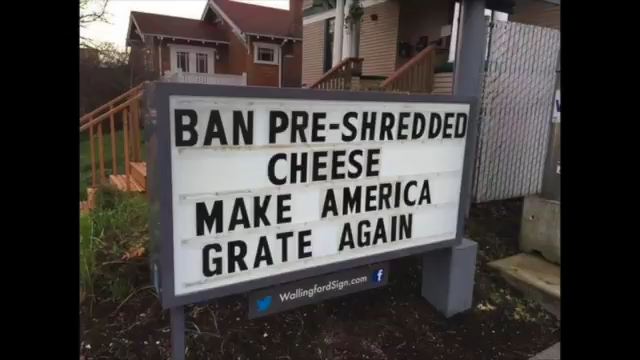 BAN PRE-SHREDDED
CHEESE
MAKE AMERICA
GRATE AGAIN
WallingfordSign.com